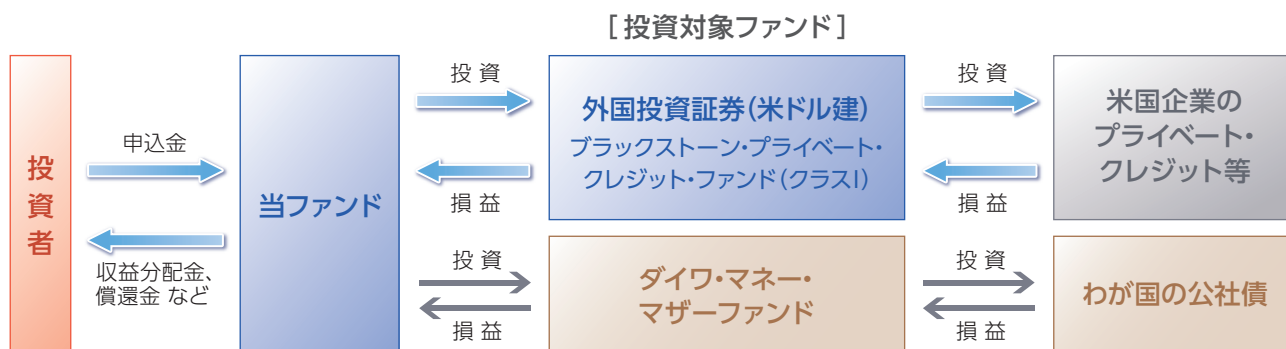 [投資対象ファンド]
投資者
申込金
収益分配金、
償還金 など
当ファンド
投 資
損 益
外国投資証券(米ドル建)
ブラックストーン・プライベート・
クレジット・ファンド(クラスI)
投 資
損 益
米国企業の
プライベート・
クレジット等
投 資
損 益
ダイワ・マネー・
マザーファンド
投 資
損 益
わが国の公社債